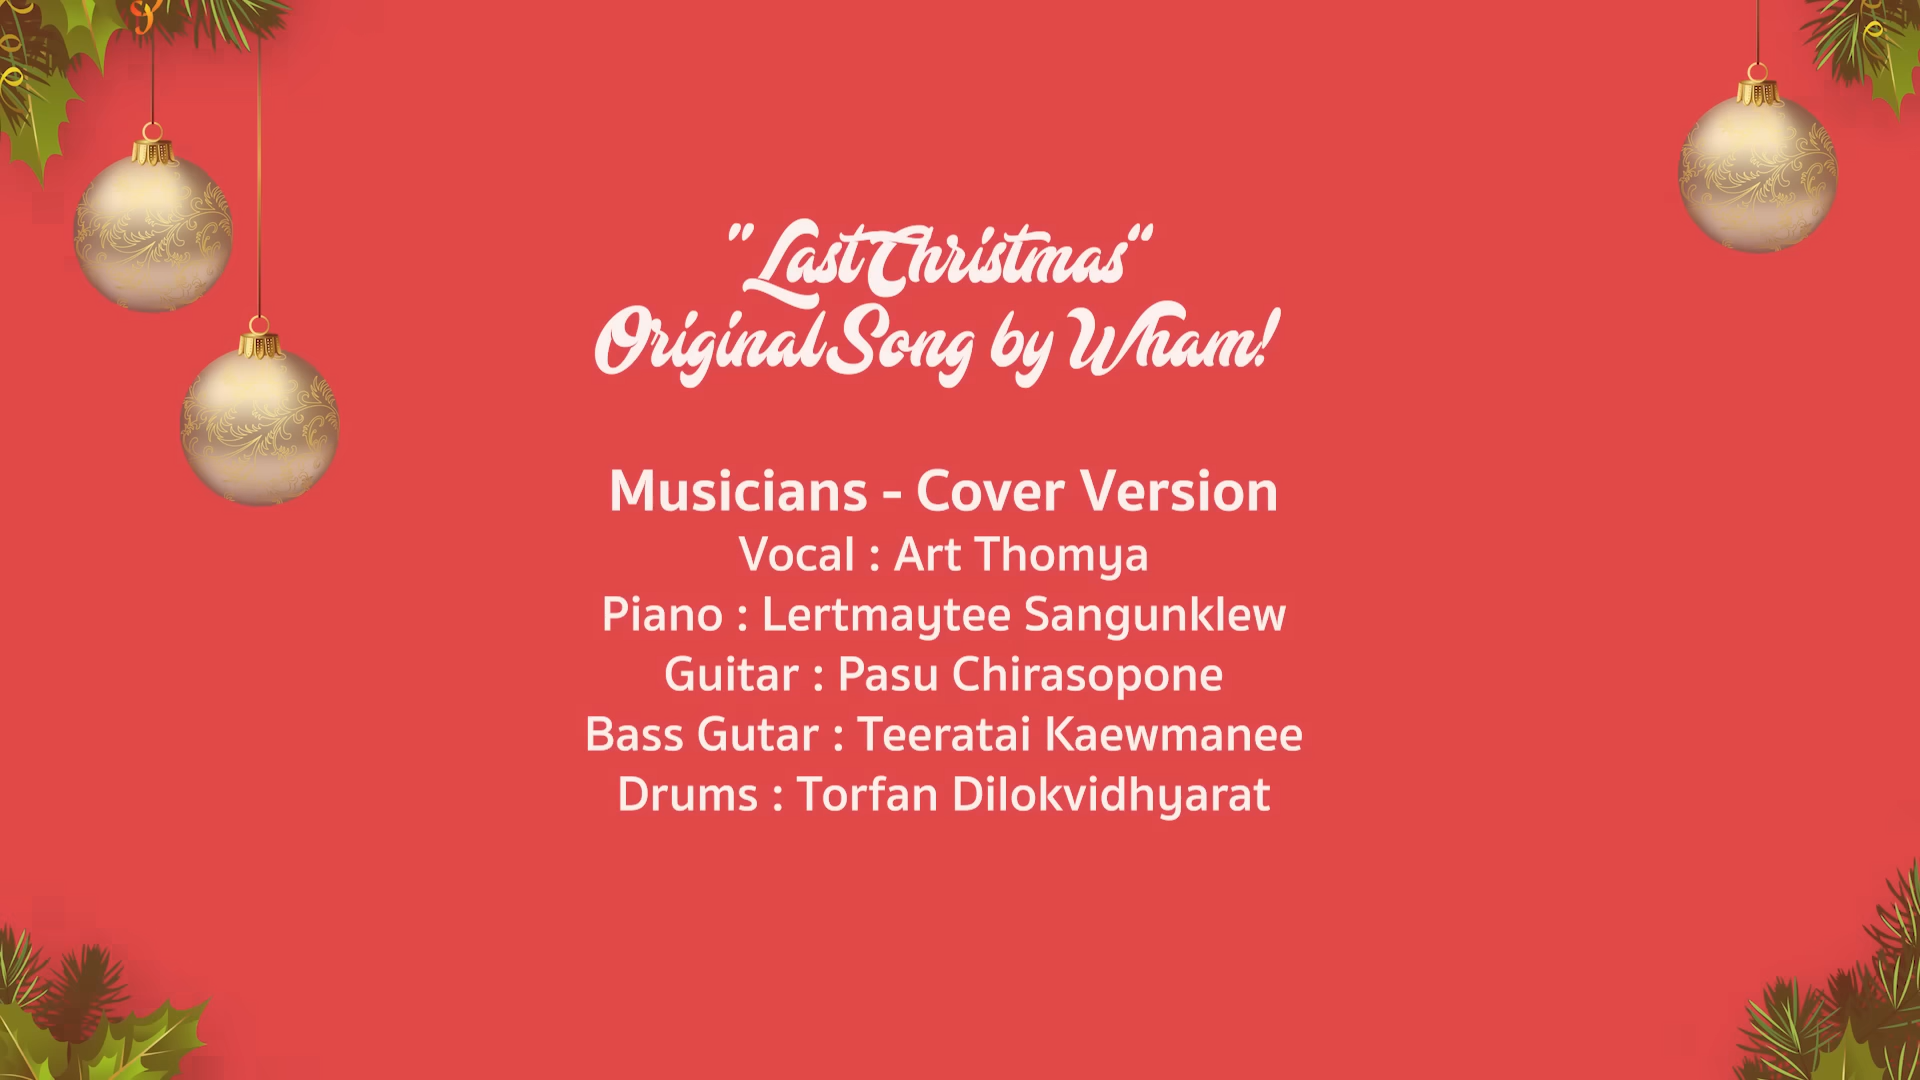 "Last Christmas"
Original Song by Wham!
Musicians - Cover Version
Vocal : Art Thomya
Piano : Lertmaytee Sangunklew
Guitar : Pasu Chirasopone
Bass Gutar : Teeratai Kaewmanee
Drums : Torfan Dilokvidhyarat